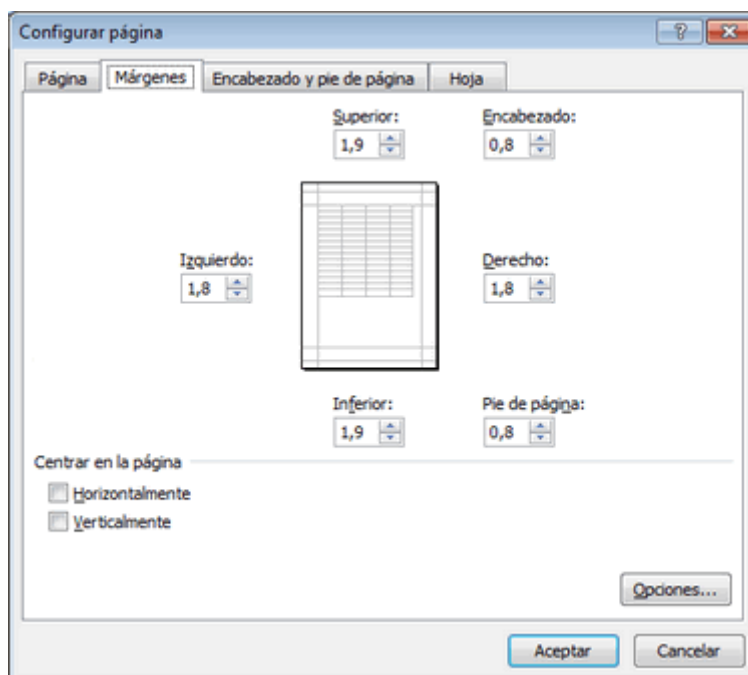 Configurar página
Página Márgenes Encabezado y pie de página Hoja
Superior: Encabezado:
1,9 0,8
Izquierdo: Derecho:
1,8 1,8
Inferior: Pie de página:
1,9 0,8
Centrar en la página
Horizontalmente
Verticalmente
Opciones...
Aceptar Cancelar